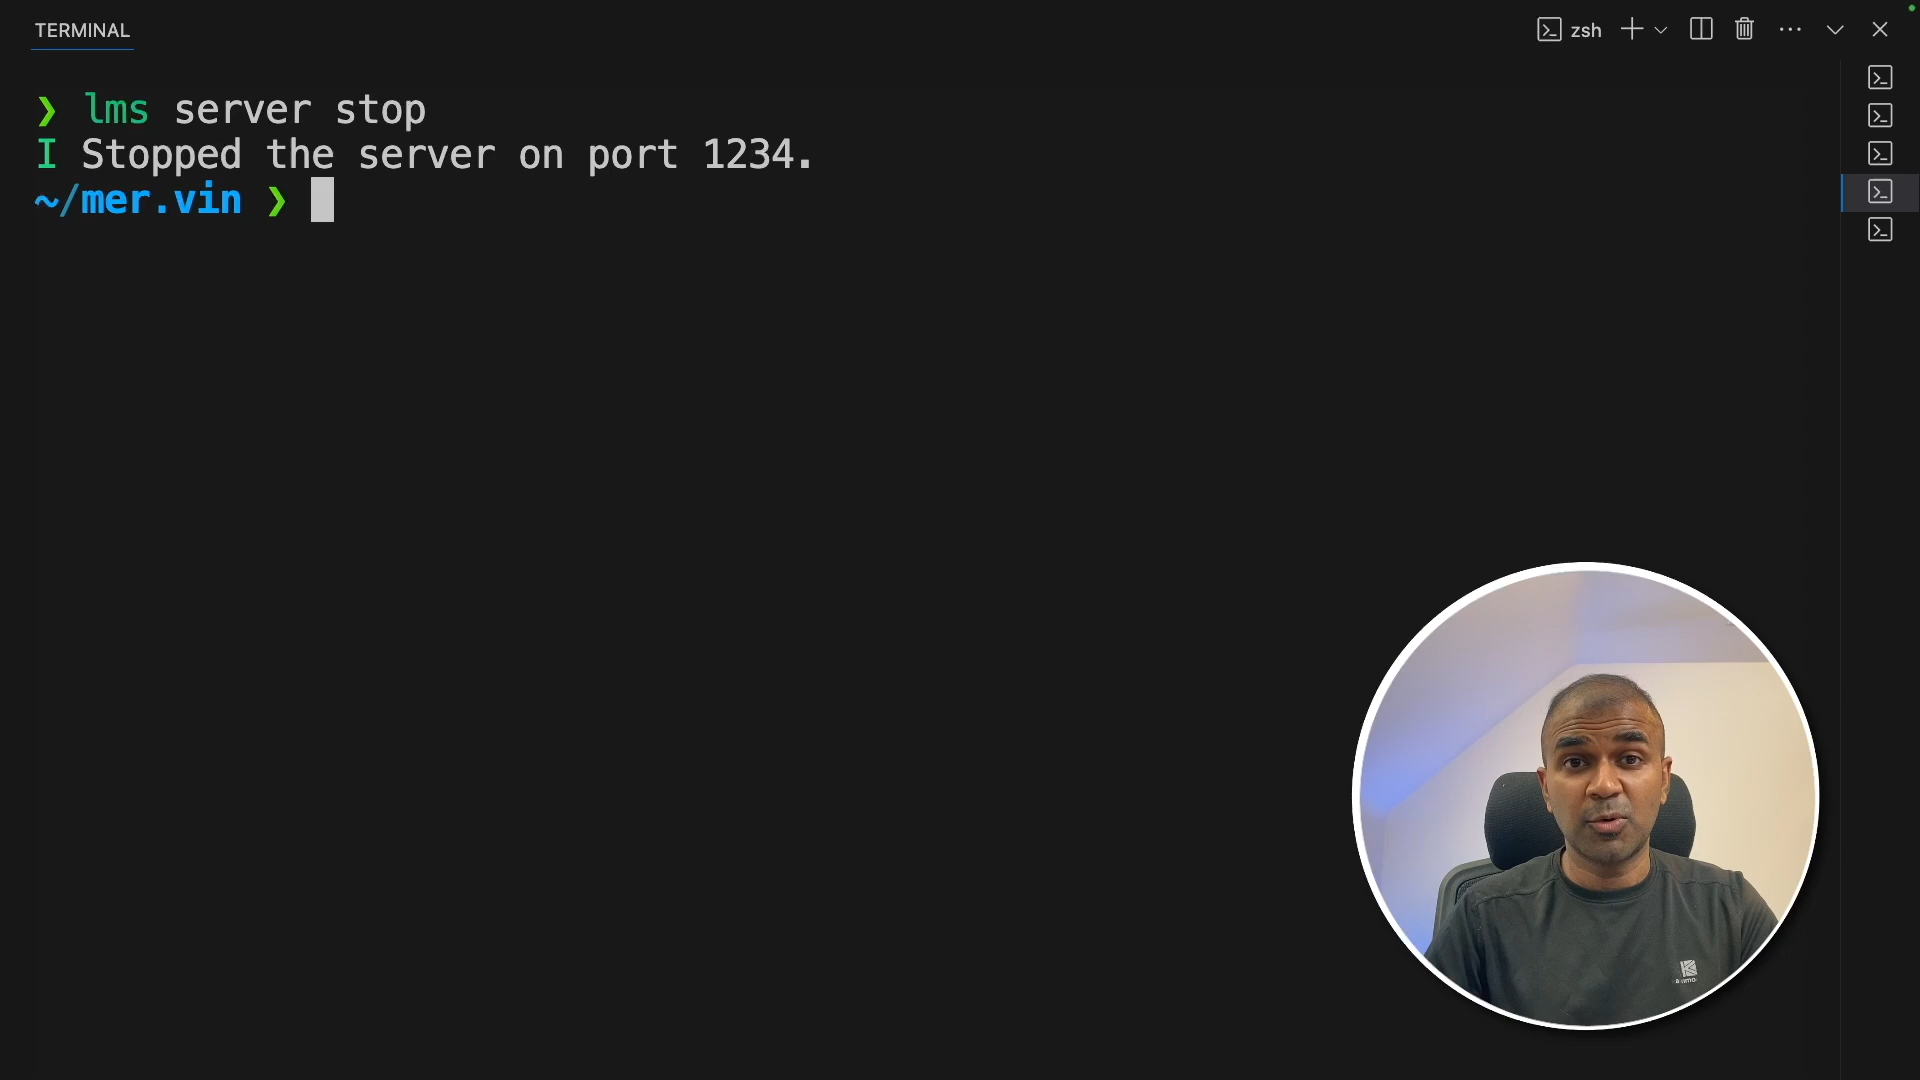 TERMINAL
zsh
❯ lms server stop
I Stopped the server on port 1234.
~/mer.vin ❯